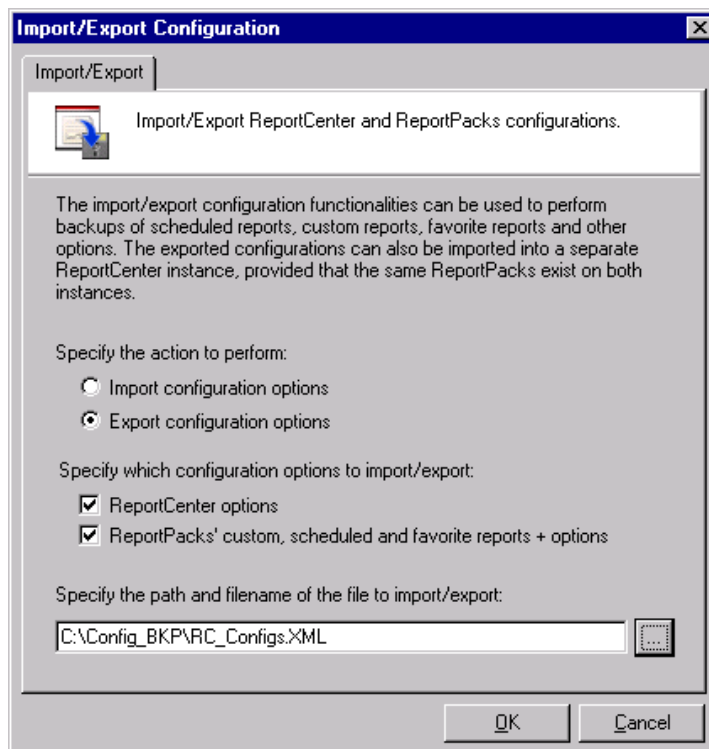 Import/Export Configuration
Import/Export
Import/Export ReportCenter and ReportPacks configurations.
The import/export configuration functionalities can be used to perform
backups of scheduled reports, custom reports, favorite reports and other
options. The exported configurations can also be imported into a separate
ReportCenter instance, provided that the same ReportPacks exist on both
instances.
Specify the action to perform:
Import configuration options
Export configuration options
Specify which configuration options to import/export:
ReportCenter options
ReportPacks' custom, scheduled and favorite reports + options
Specify the path and filename of the file to import/export:
C:\Config_BKP\RC_Configs.XML
...
OK
Cancel